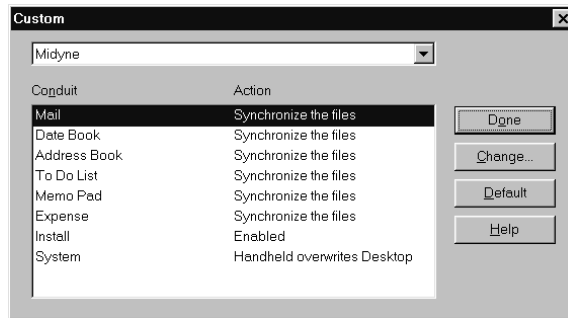 Custom
Midyne
Conduit Action
Mail Synchronize the files
Date Book Synchronize the files
Address Book Synchronize the files
To Do List Synchronize the files
Memo Pad Synchronize the files
Expense Synchronize the files
Install Enabled
System Handheld overwrites Desktop
Done
Change...
Default
Help